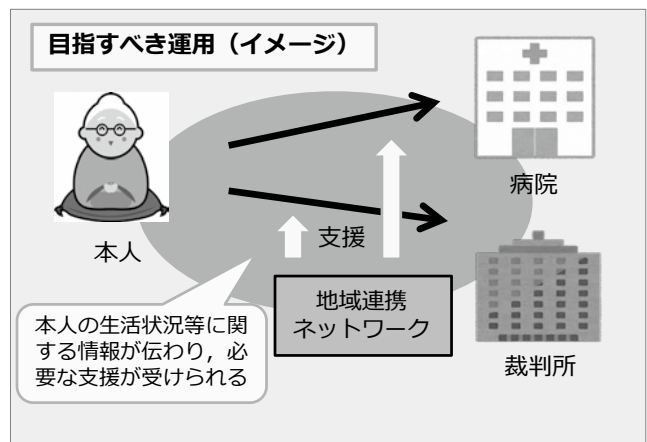 目指すべき運用（イメージ）
本人
病院
支援
地域連携
ネットワーク
本人の生活状況等に関
する情報が伝わり，必
要な支援が受けられる
裁判所